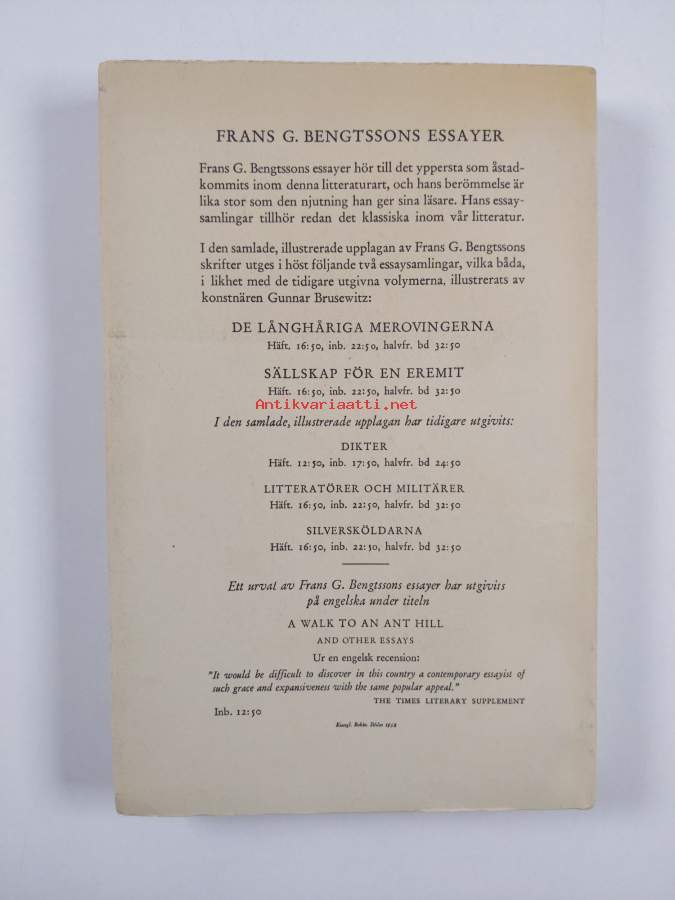 FRANS G. BENGTSSONS ESSAYER
Frans G. Bengtssons essayer hör till det yppersta som åstad-
kommits inom denna litteraturart, och hans berömmelse är
lika stor som den njutning han ger sina läsare. Hans essay-
samlingar tillhör redan det klassiska inom vår litteratur.
I den samlade, illustrerade upplagan av Frans G. Bengtssons
skrifter utges i höst följande två essaysamlingar, vilka båda,
i likhet med de tidigare utgivna volymerna, illustrerats av
konstnären Gunnar Brusewitz:
DE LÅNGHÅRIGA MEROVINGERNA
Häft. 16:50, inb. 22:50, halvfr. bd 32:50
SÄLLSKAP FÖR EN EREMIT
Häft. 16:50, inb. 22:50, halvfr. bd 32:50
Antikvariaatti.net
I den samlade, illustrerade upplagan har tidigare utgivits:
DIKTER
Häft. 12:50, inb. 17:50, halvfr. bd 24:50
LITTERATÖRER OCH MILITÄRER
Häft. 16:50, inb. 22:50, halvfr. bd 32:50
SILVERSKÖLDARNA
Häft. 16:50, inb. 22:50, halvfr. bd 32:50
Ett urval av Frans G. Bengtssons essayer har utgivits
på engelska under titeln
A WALK TO AN ANT HILL
AND OTHER ESSAYS
Ur en engelsk recension:
"It would be difficult to discover in this country a contemporary essayist of
such grace and expansiveness with the same popular appeal."
THE TIMES LITERARY SUPPLEMENT
Inb. 12:50
Kungl. Boktr. Sthlm